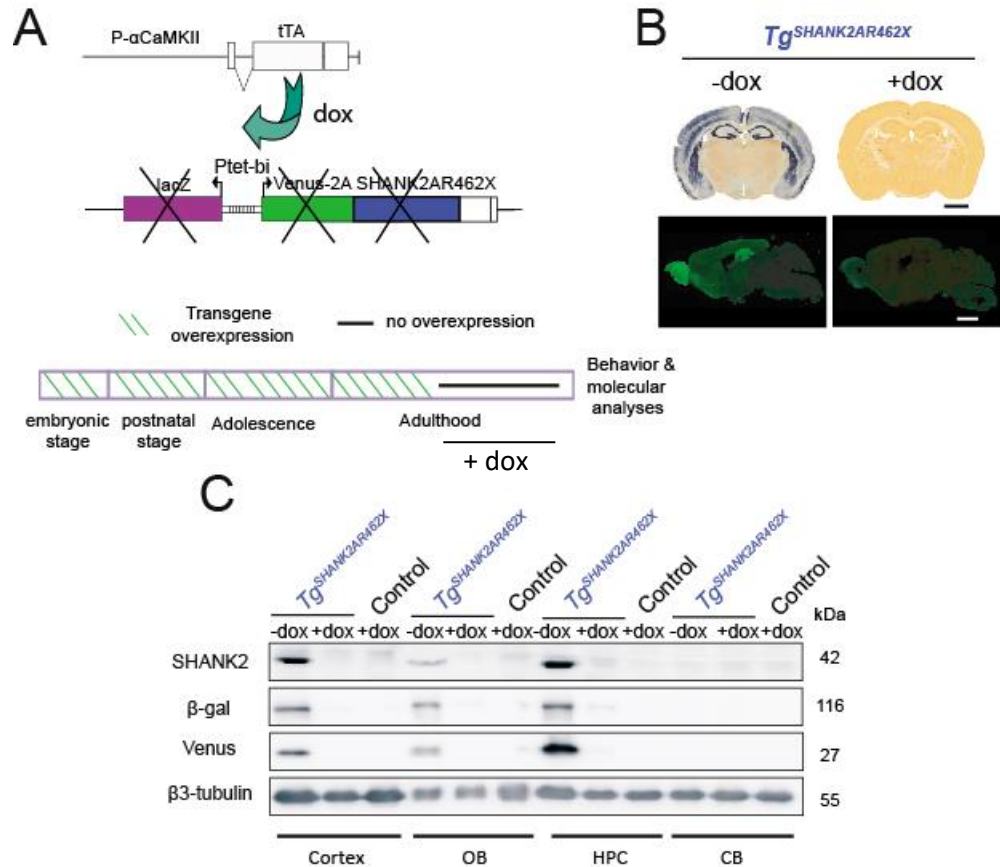 A
P-αCaMKII
tTA
dox
Ptet-bi
lacZ
Venus-2A
SHANK2AR462X
Transgene
overexpression
no overexpression
Behavior &
molecular
analyses
embryonic
stage
postnatal
stage
Adolescence
Adulthood
+ dox
B
TgSHANK2AR462X
-dox
+dox
C
TgSHANK2AR462X
Control
TgSHANK2AR462X
Control
TgSHANK2AR462X
Control
TgSHANK2AR462X
Control
kDa
-dox +dox +dox -dox +dox +dox -dox +dox +dox -dox +dox +dox
SHANK2
42
β-gal
116
Venus
27
β3-tubulin
55
Cortex
OB
HPC
CB